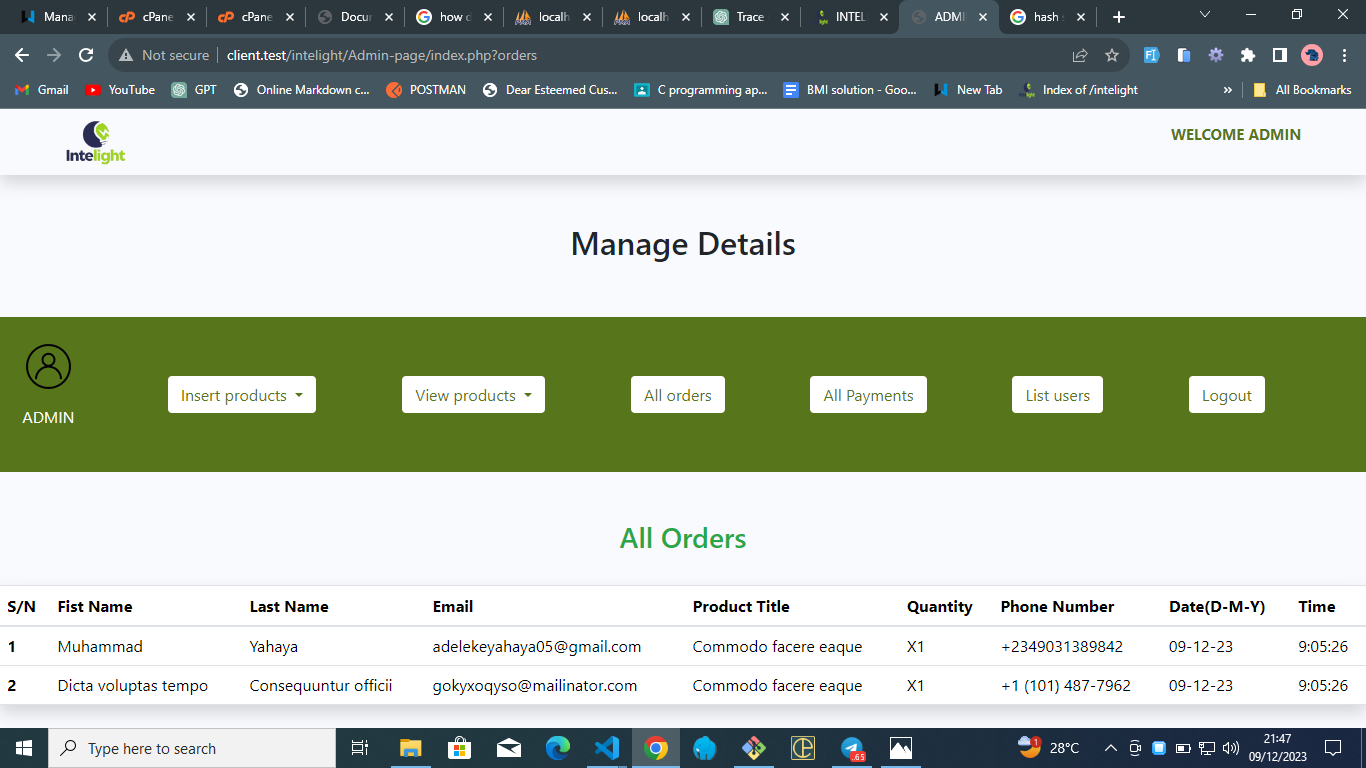 Mana
cPane
cPane
Docur
how d
localh
localh
Trace
INTEL
ADMI
hash
Not secure
client.test/intelight/Admin-page/index.php?orders
Gmail
YouTube
GPT
Online Markdown c...
POSTMAN
Dear Esteemed Cus...
C programming ap...
BMI solution - Goo...
New Tab
Index of /intelight
»
All Bookmarks
Intelight
WELCOME ADMIN
Manage Details
ADMIN
Insert products
View products
All orders
All Payments
List users
Logout
All Orders
S/N Fist Name Last Name Email Product Title Quantity Phone Number Date(D-M-Y) Time
1 Muhammad Yahaya adelekeyahaya05@gmail.com Commodo facere eaque X1 +2349031389842 09-12-23 9:05:26
2 Dicta voluptas tempo Consequuntur officii gokyxoqyso@mailinator.com Commodo facere eaque X1 +1 (101) 487-7962 09-12-23 9:05:26
Type here to search
28°C
21:47
09/12/2023